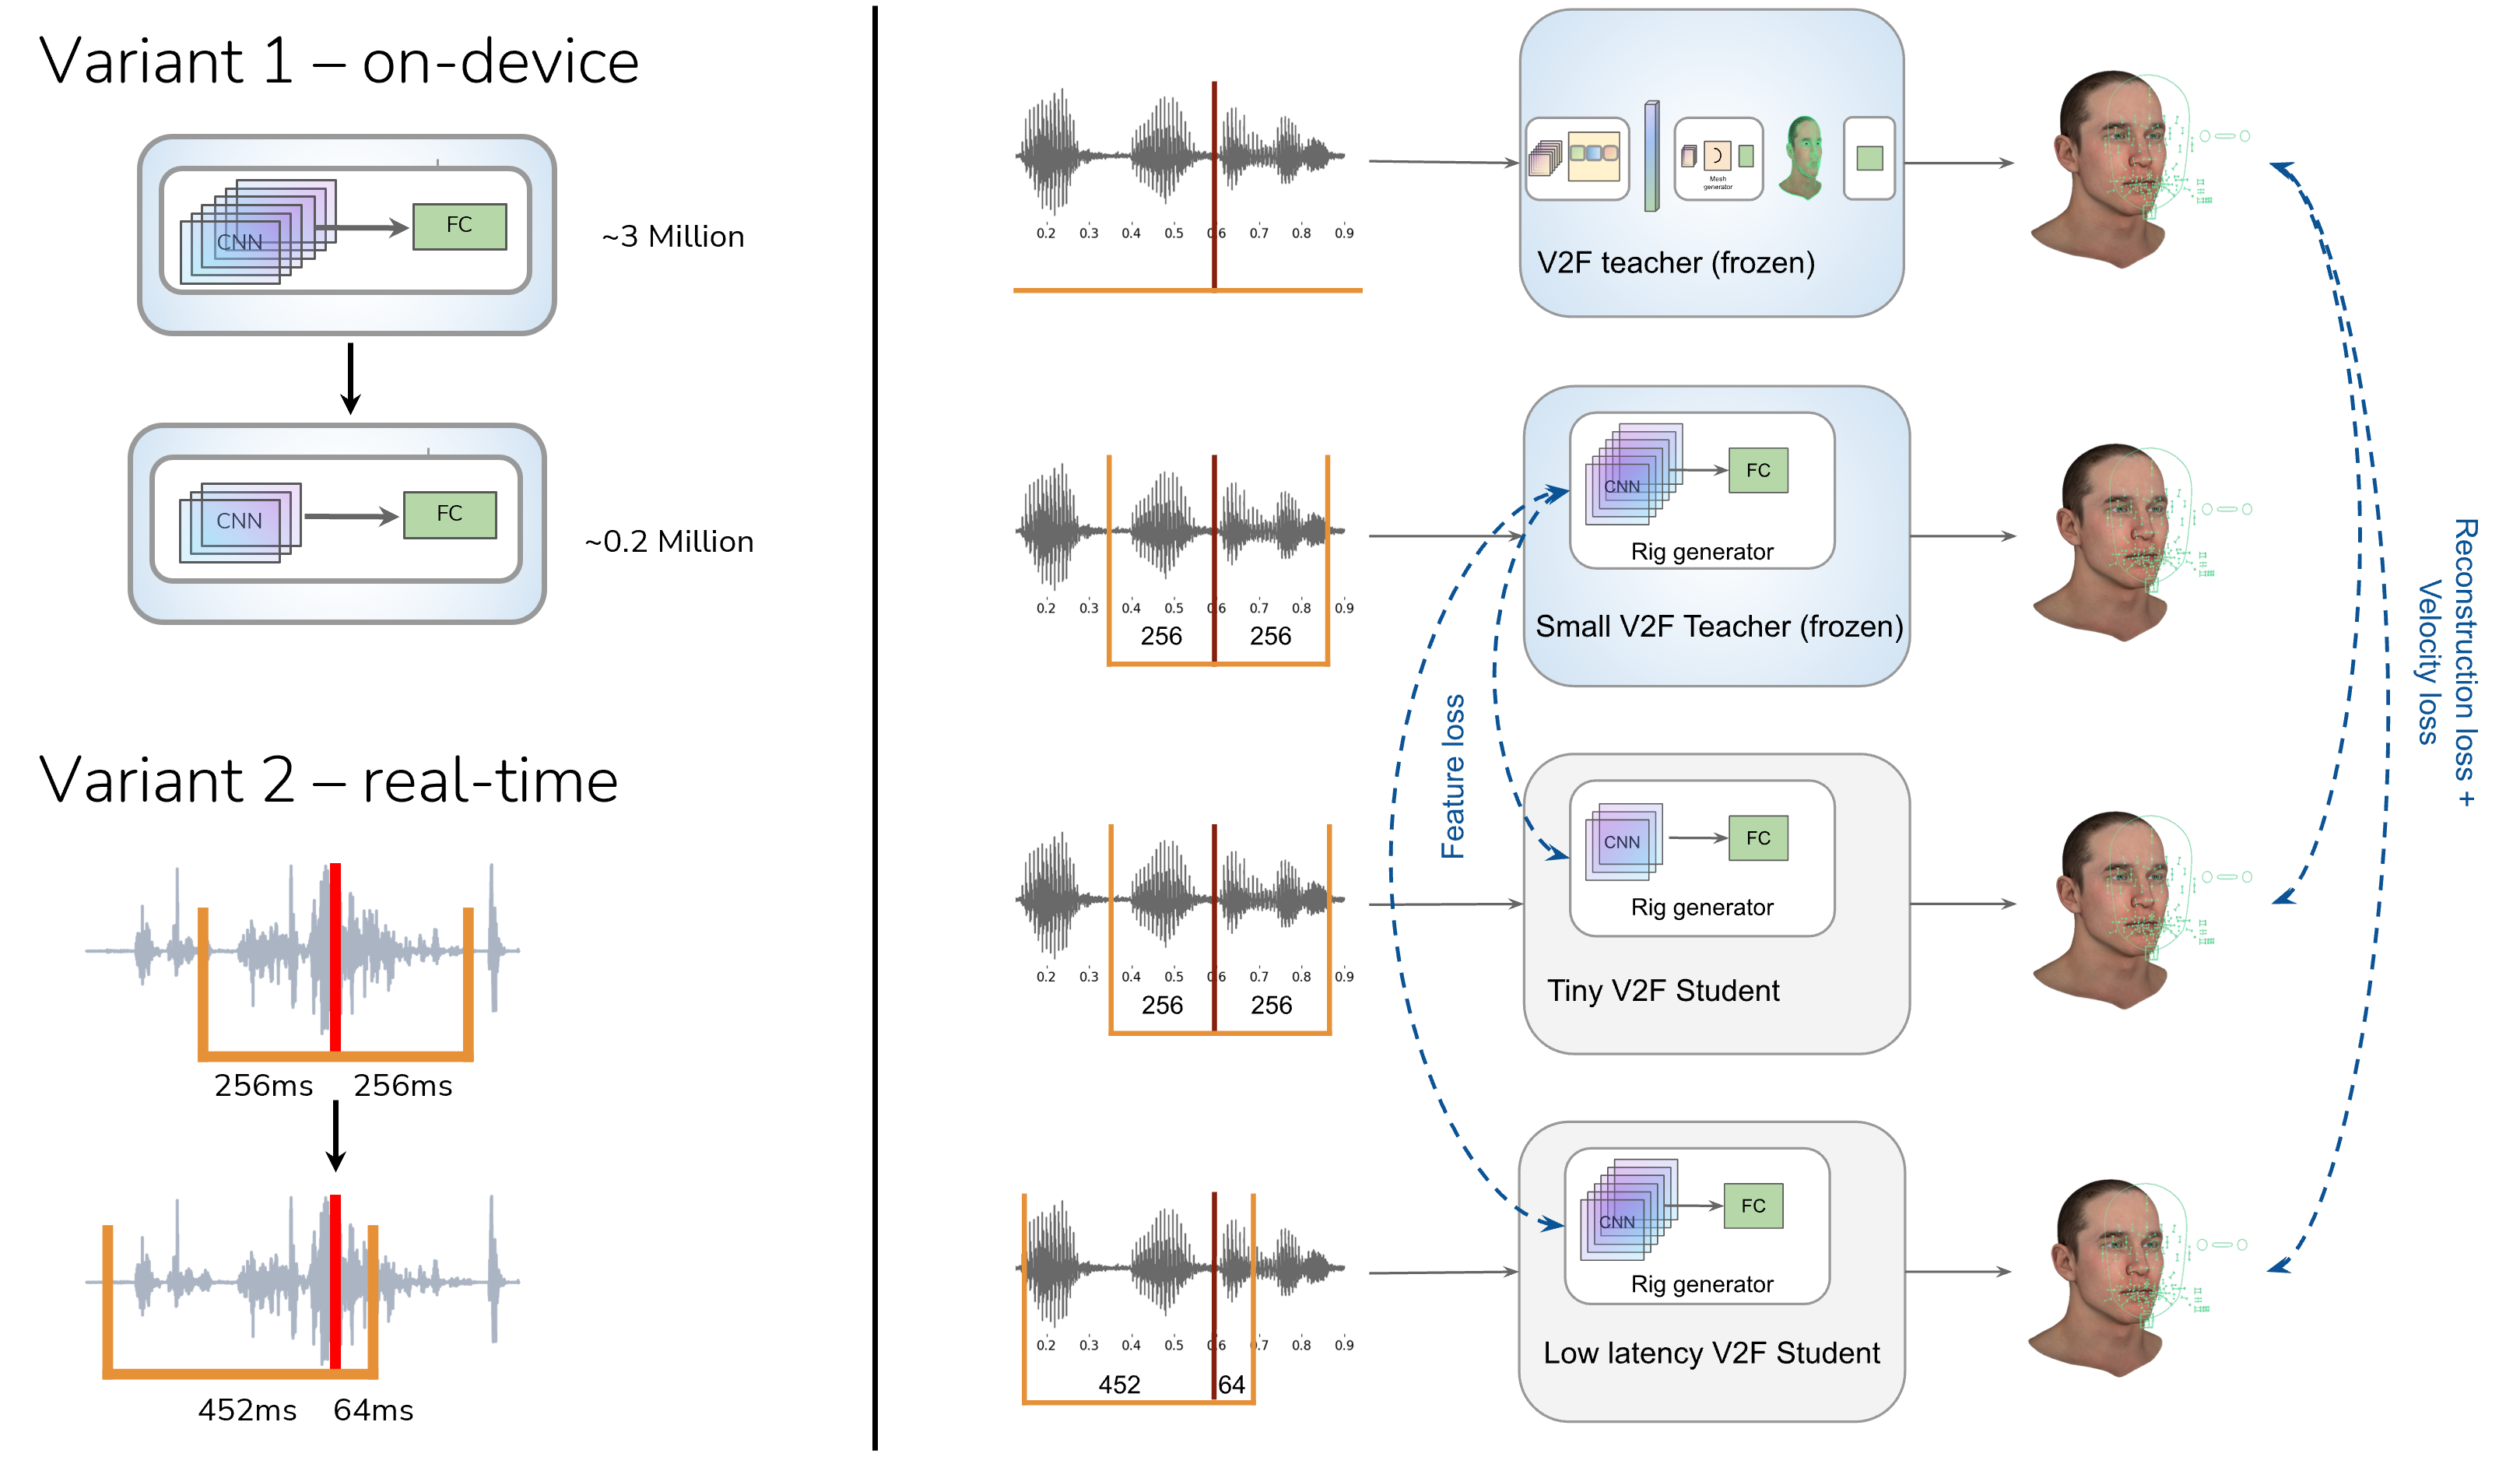 Variant 1 – on-device
CNN
FC
~3 Million
CNN
FC
~0.2 Million
Variant 2 – real-time
256ms 256ms
452ms 64ms
0.2 0.3 0.4 0.5 0.6 0.7 0.8 0.9
Mesh
generator
V2F teacher (frozen)
0.2 0.3 0.4 0.5 0.6 0.7 0.8 0.9
256 256
CNN
FC
Rig generator
Small V2F Teacher (frozen)
Feature loss
0.2 0.3 0.4 0.5 0.6 0.7 0.8 0.9
256 256
CNN
FC
Rig generator
Tiny V2F Student
0.2 0.3 0.4 0.5 0.6 0.7 0.8 0.9
452 64
CNN
FC
Rig generator
Low latency V2F Student
Reconstruction loss +
Velocity loss